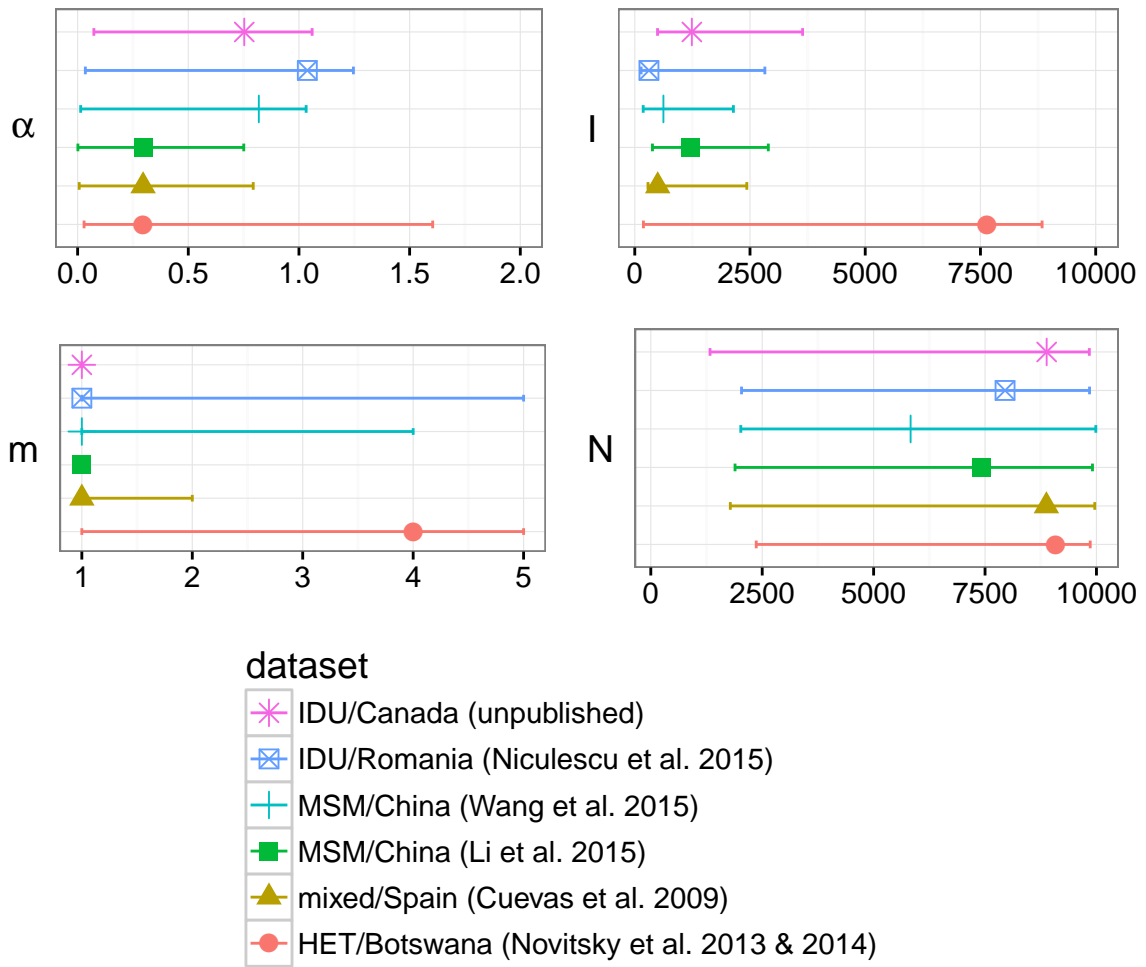 α
0.0 0.5 1.0 1.5 2.0
I
0 2500 5000 7500 10000
m
1 2 3 4 5
N
0 2500 5000 7500 10000
dataset
IDU/Canada (unpublished)
IDU/Romania (Niculescu et al. 2015)
MSM/China (Wang et al. 2015)
MSM/China (Li et al. 2015)
mixed/Spain (Cuevas et al. 2009)
HET/Botswana (Novitsky et al. 2013 & 2014)